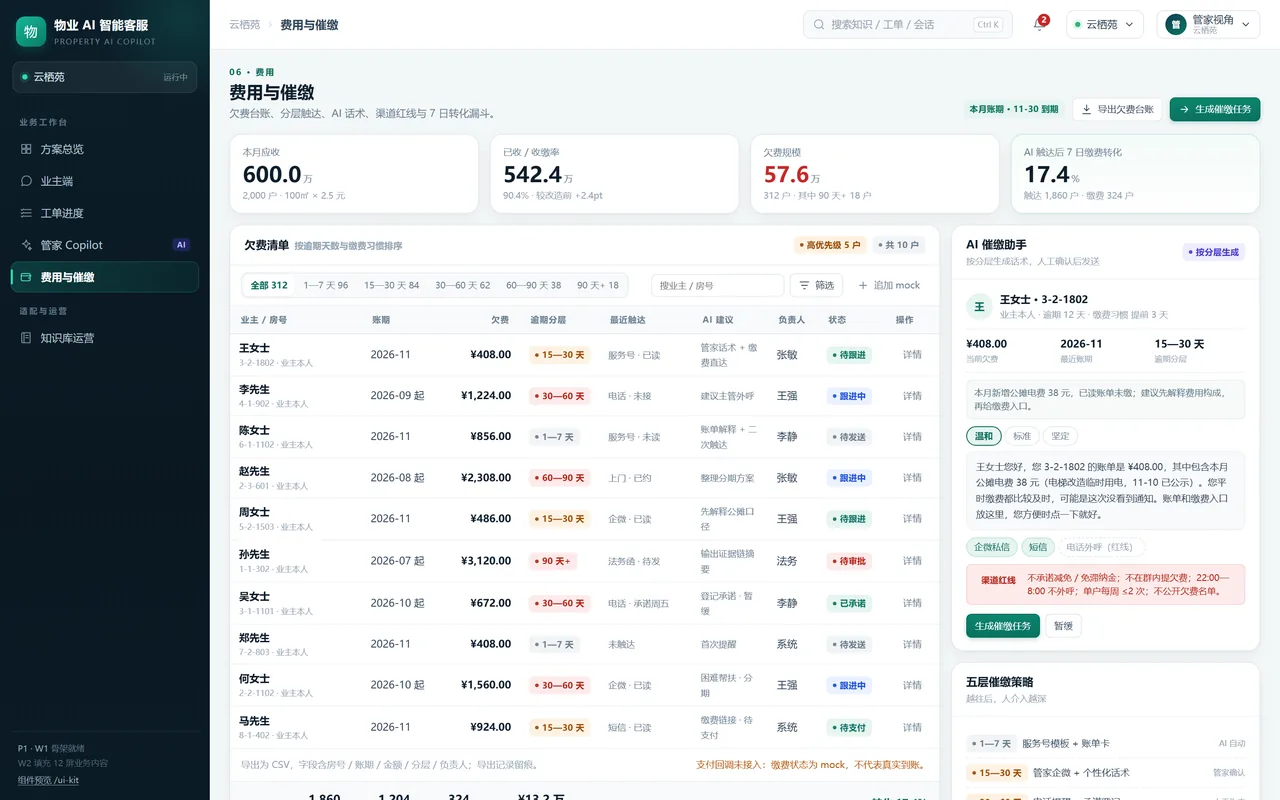 物
物业 AI 智能客服
PROPERTY AI COPILOT
云栖苑
运行中
业务工作台
方案总览
业主端
工单进度
管家 Copilot
AI
费用与催缴
适配与运营
知识库运营
P1 · W1 骨架就绪
W2 填充 12 屏业务内容
组件预览 /ui-kit
云栖苑 › 费用与催缴
搜索知识 / 工单 / 会话
Ctrl K
2
云栖苑
管
管家视角
云栖苑
06 • 费用
费用与催缴
欠费台账、分层触达、AI 话术、渠道红线与 7 日转化漏斗。
本月账期 • 11-30 到期
导出欠费台账
生成催缴任务
本月应收
600.0万
2,000 户 · 100㎡ × 2.5 元
已收 / 收缴率
542.4万
90.4% · 较改造前 +2.4pt
欠费规模
57.6万
312 户 · 其中 90 天+ 18 户
AI 触达后 7 日缴费转化
17.4%
触达 1,860 户 · 缴费 324 户
欠费清单 按逾期天数与缴费习惯排序
高优先级 5 户
共 10 户
全部 312
1—7 天 96
15—30 天 84
30—60 天 62
60—90 天 38
90 天+ 18
搜业主 / 房号
筛选
追加 mock
业主 / 房号 账期 欠费 逾期分层 最近触达 AI 建议 负责人 状态 操作
王女士
3-2-1802 · 业主本人
2026-11 ¥408.00 15—30 天 服务号 · 已读
管家话术 + 缴
费直达
张敏 待跟进 详情
李先生
4-1-902 · 业主本人
2026-09 起 ¥1,224.00 30—60 天 电话 · 未接 建议主管外呼 王强 跟进中 详情
陈女士
6-1-1102 · 业主本人
2026-11 ¥856.00 1—7 天 服务号 · 未读
账单解释 + 二
次触达
李静 待发送 详情
赵先生
2-3-601 · 业主本人
2026-08 起 ¥2,308.00 60—90 天 上门 · 已约 整理分期方案 张敏 跟进中 详情
周女士
5-2-1503 · 业主本人
2026-11 ¥486.00 15—30 天 企微 · 已读
先解释公摊口
径
王强 待跟进 详情
孙先生
1-1-302 · 业主本人
2026-07 起 ¥3,120.00 90 天+ 法务函 · 待发
输出证据链摘
要
法务 待审批 详情
吴女士
3-1-1101 · 业主本人
2026-10 起 ¥672.00 30—60 天 电话 · 承诺周五
登记承诺 · 暂
缓
李静 已承诺 详情
郑先生
7-2-803 · 业主本人
2026-11 ¥408.00 1—7 天 未触达 首次提醒 系统 待发送 详情
何女士
2-2-1102 · 业主本人
2026-10 起 ¥1,560.00 30—60 天 企微 · 已读
困难帮扶 · 分
期
王强 跟进中 详情
马先生
8-1-402 · 业主本人
2026-11 ¥924.00 15—30 天 短信 · 已读
缴费链接 · 待
支付
系统 待支付 详情
导出为 CSV，字段含房号 / 账期 / 金额 / 分层 / 负责人；导出记录留痕。
支付回调未接入：缴费状态为 mock，不代表真实到账。
1,860 1,204 324 ¥13.2 万
AI 催缴助手
按分层生成话术，人工确认后发送
按分层生成
王
王女士 • 3-2-1802
业主本人 · 逾期 12 天 · 缴费习惯 提前 3 天
¥408.00 2026-11 15—30 天
当前欠费 最近账期 逾期分层
本月新增公摊电费 38 元，已读账单未缴；建议先解释费用构成，
再给缴费入口。
温和
标准
坚定
王女士您好，您 3-2-1802 的账单是 ¥408.00，其中包含本月
公摊电费 38 元（电梯改造临时用电，11-10 已公示）。您平
时缴费都比较及时，可能是这次没看到通知。账单和缴费入口
放这里，您方便时点一下就好。
企微私信
短信
电话外呼（红线）
渠道红线
不承诺减免 / 免滞纳金；不在群内提欠费；22:00—
8:00 不外呼；单户每周 ≤2 次；不公开欠费名单。
生成催缴任务
暂缓
五层催缴策略
越往后，人介入越深
1—7 天 服务号模板 + 账单卡 AI 自动
15—30 天 管家企微 + 个性化话术 管家确认